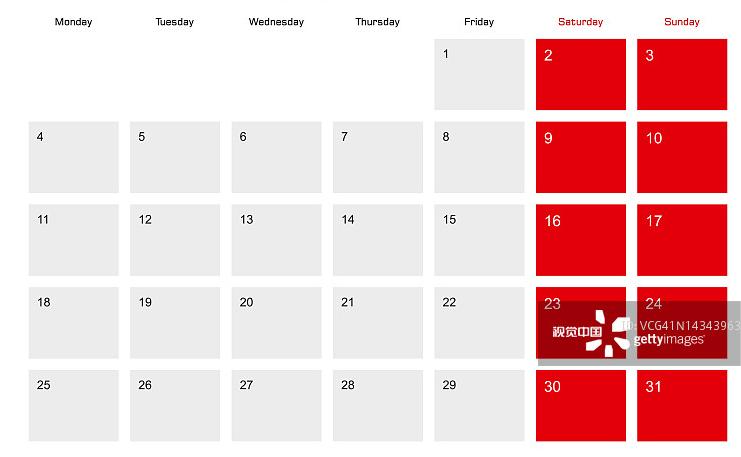 Monday Tuesday Wednesday Thursday Friday Saturday Sunday
1 2 3
4 5 6 7 8 9 10
11 12 13 14 15 16 17
18 19 20 21 22 23 24
视觉中国 ID: VCG41N14343963
gettyimages
25 26 27 28 29 30 31